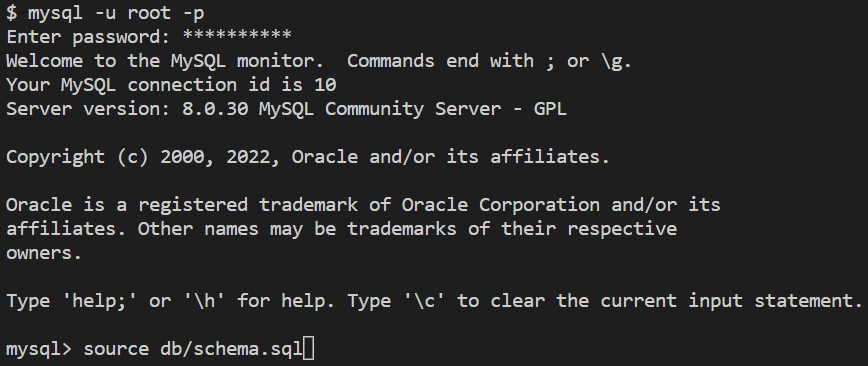 $ mysql -u root -p
Enter password: **********
Welcome to the MySQL monitor.  Commands end with ; or \g.
Your MySQL connection id is 10
Server version: 8.0.30 MySQL Community Server - GPL
Copyright (c) 2000, 2022, Oracle and/or its affiliates.
Oracle is a registered trademark of Oracle Corporation and/or its
affiliates. Other names may be trademarks of their respective
owners.
Type 'help;' or '\h' for help. Type '\c' to clear the current input statement.
mysql> source db/schema.sql